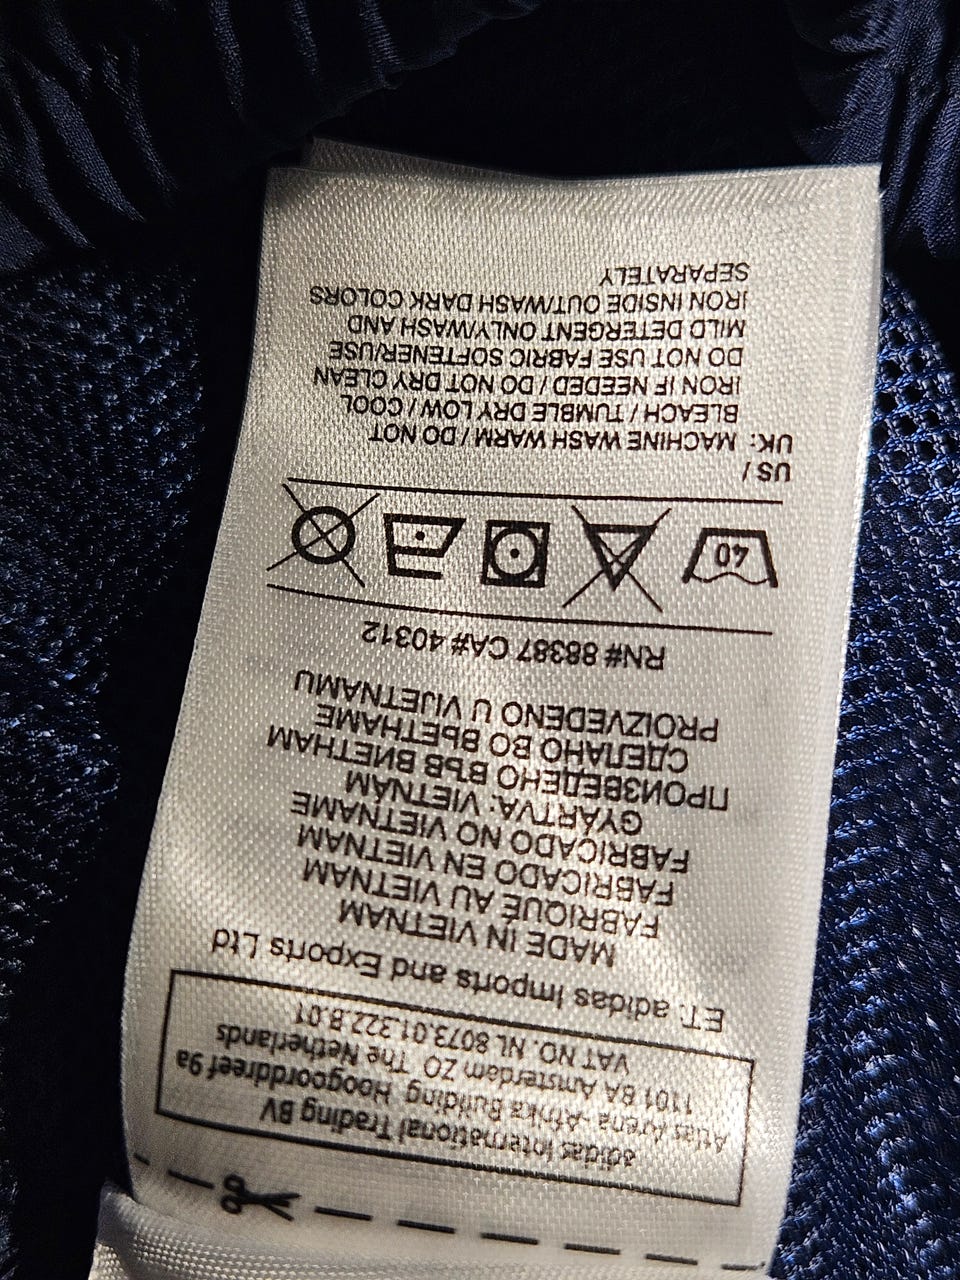 adidas International Trading BV
Atlas Arena -Afrika Building Hoogoorddreef 9a
1101 BA Amsterdam ZO The Netherlands
VAT NO. NL 8073.01.322.B.01
ET: adidas Imports and Exports Ltd
MADE IN VIETNAM
FABRIQUÉ AU VIETNAM
FABRICADO EN VIETNAM
FABRICADO NO VIETNAME
GYÁRTVA: VIETNAM
ПРОИЗВЕДЕНО ВЪВ ВИЕТНАМ
СДЕЛАНО ВО ВЬЕТНАМЕ
PROIZVEDENO U VIJETNAMU
RN# 88387 CA# 40312
40
US /
UK: MACHINE WASH WARM / DO NOT
BLEACH / TUMBLE DRY LOW / COOL
IRON IF NEEDED / DO NOT DRY CLEAN
DO NOT USE FABRIC SOFTENER/USE
MILD DETERGENT ONLY/WASH AND
IRON INSIDE OUT/WASH DARK COLORS
SEPARATELY